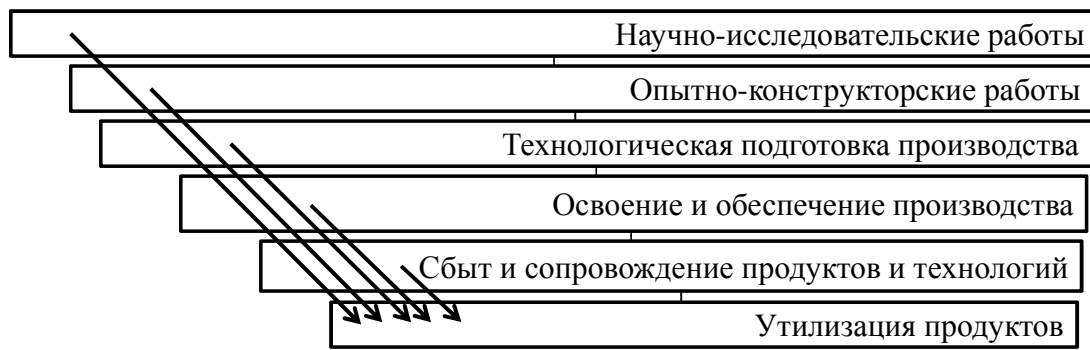 Научно-исследовательские работы
Опытно-конструкторские работы
Технологическая подготовка производства
Освоение и обеспечение производства
Сбыт и сопровождение продуктов и технологий
Утилизация продуктов